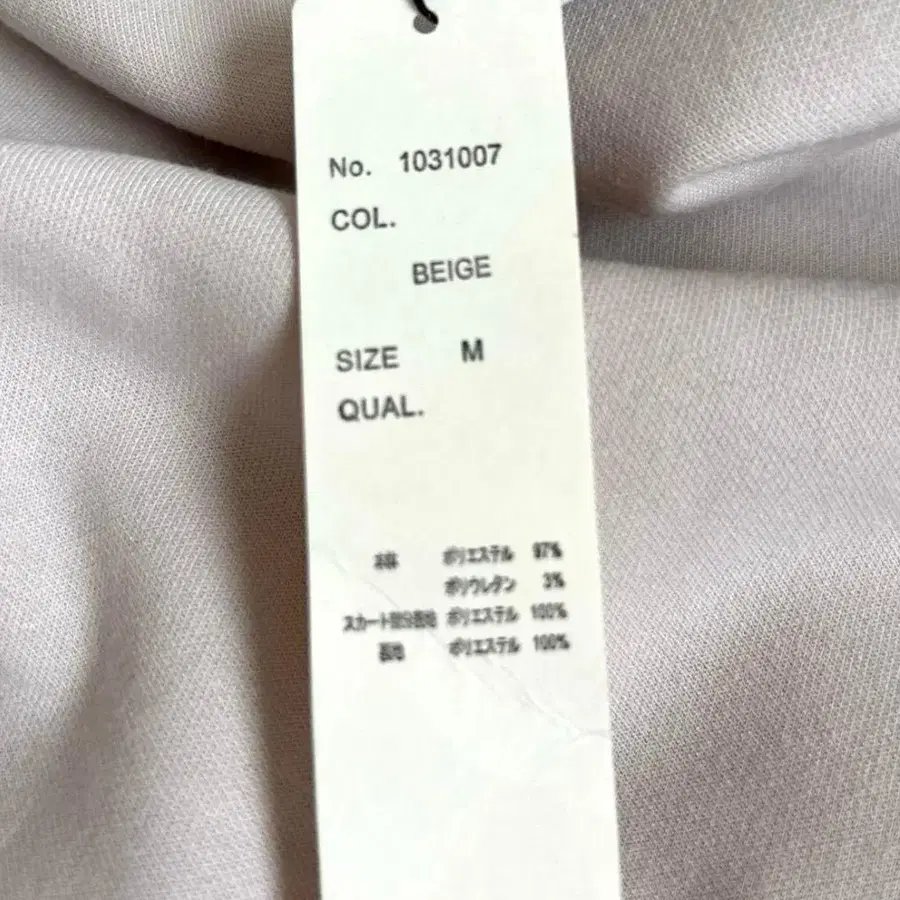 No. 1031007
COL.
BEIGE
SIZE M
QUAL.
本体 ポリエステル 97%
ポリウレタン 3%
スカート部分表地 ポリエステル 100%
裏地 ポリエステル 100%